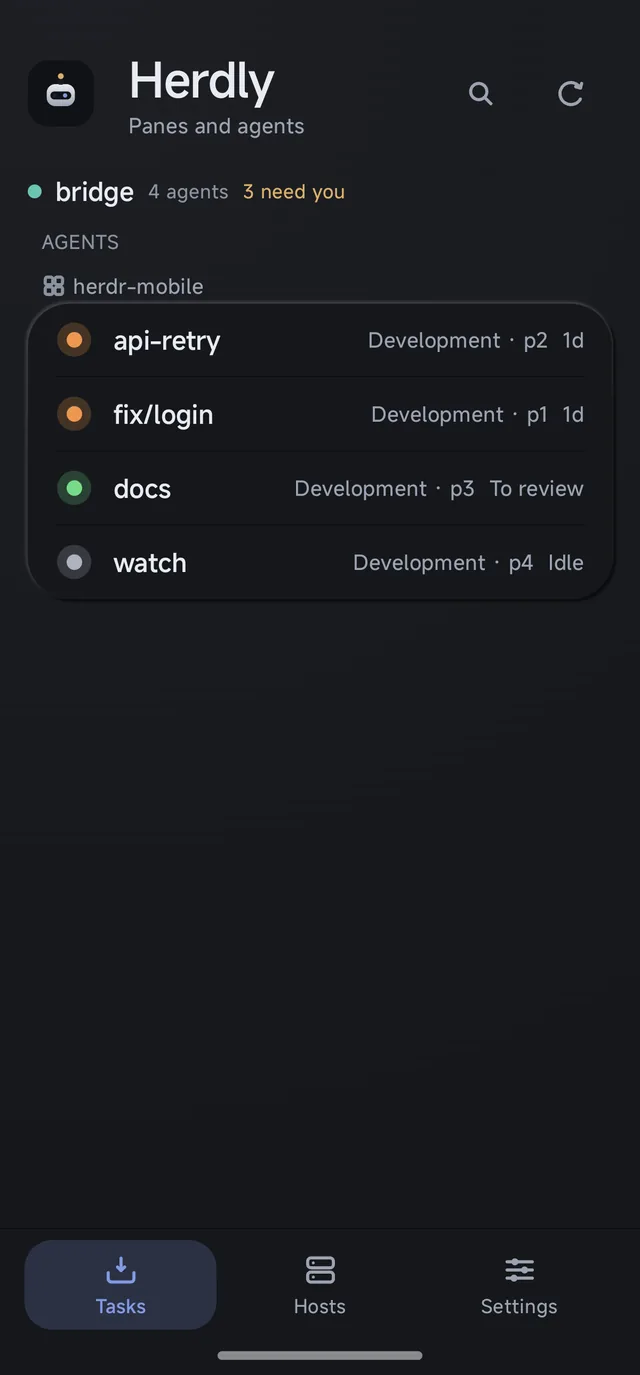 Herdly
Panes and agents
bridge 4 agents 3 need you
AGENTS
herdr-mobile
api-retry Development · p2 1d
fix/login Development · p1 1d
docs Development · p3 To review
watch Development · p4 Idle
Tasks Hosts Settings